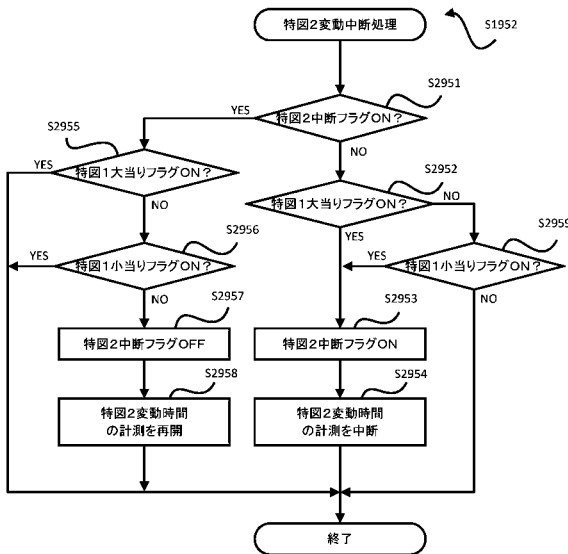 特図2変動中断処理
S1952
S2951
特図2中断フラグON?
YES
NO
S2955
特図1大当りフラグON?
YES
NO
S2952
特図1大当りフラグON?
NO
YES
S2956
特図1小当りフラグON?
YES
NO
S2959
特図1小当りフラグON?
YES
NO
S2957
特図2中断フラグOFF
S2953
特図2中断フラグON
S2958
特図2変動時間
の計測を再開
S2954
特図2変動時間
の計測を中断
終了